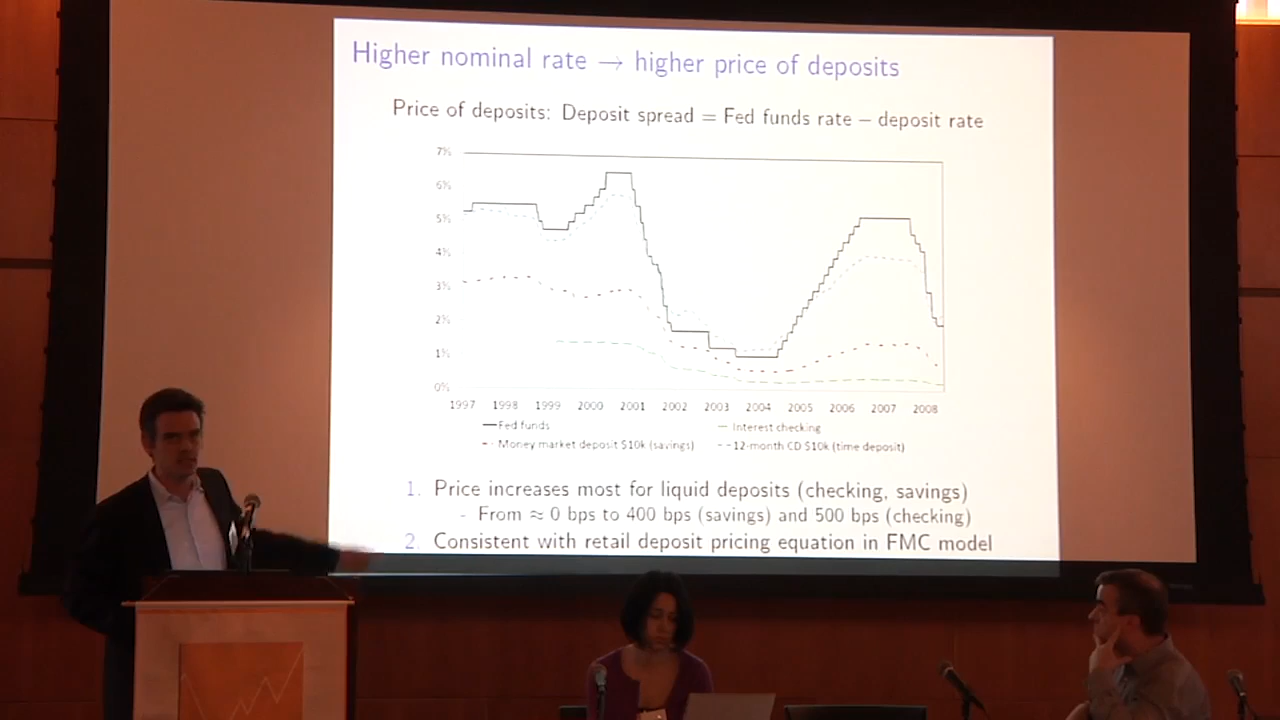 Higher nominal rate → higher price of deposits
Price of deposits: Deposit spread = Fed funds rate − deposit rate
7%
6%
5%
4%
3%
2%
1%
0%
1997 1998 1999 2000 2001 2002 2003 2004 2005 2006 2007 2008
Fed funds
Interest checking
Money market deposit $10k (savings)
12-month CD $10k (time deposit)
1. Price increases most for liquid deposits (checking, savings)
- From ≈ 0 bps to 400 bps (savings) and 500 bps (checking)
2. Consistent with retail deposit pricing equation in FMC model